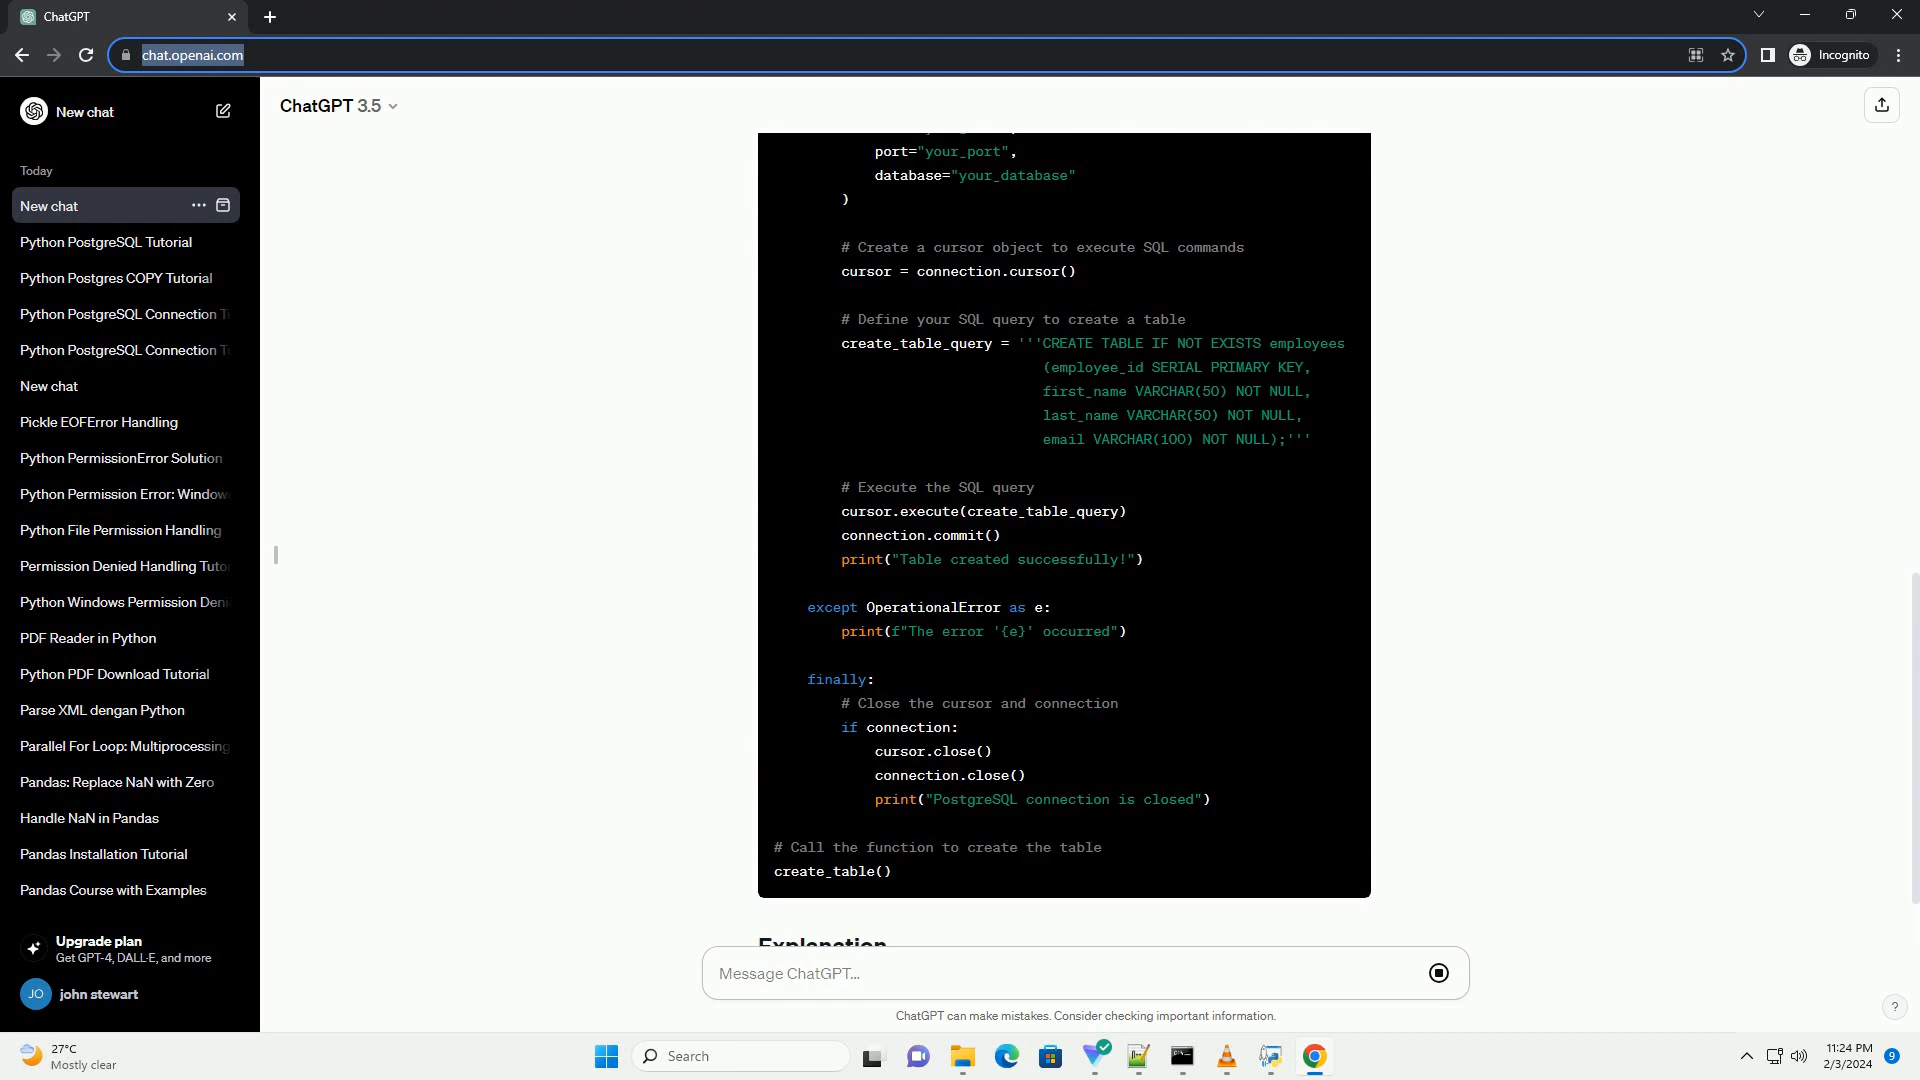 ChatGPT
chat.openai.com
Incognito
New chat
ChatGPT 3.5
Today
New chat
Python PostgreSQL Tutorial
Python Postgres COPY Tutorial
Python PostgreSQL Connection T
Python PostgreSQL Connection T
New chat
Pickle EOFError Handling
Python PermissionError Solution
Python Permission Error: Window
Python File Permission Handling
Permission Denied Handling Tuto
Python Windows Permission Deni
PDF Reader in Python
Python PDF Download Tutorial
Parse XML dengan Python
Parallel For Loop: Multiprocessing
Pandas: Replace NaN with Zero
Handle NaN in Pandas
Pandas Installation Tutorial
Pandas Course with Examples
Upgrade plan
Get GPT-4, DALL·E, and more
JO
john stewart
port="your_port",
database="your_database"
)
# Create a cursor object to execute SQL commands
cursor = connection.cursor()
# Define your SQL query to create a table
create_table_query = '''CREATE TABLE IF NOT EXISTS employees
(employee_id SERIAL PRIMARY KEY,
first_name VARCHAR(50) NOT NULL,
last_name VARCHAR(50) NOT NULL,
email VARCHAR(100) NOT NULL);'''
# Execute the SQL query
cursor.execute(create_table_query)
connection.commit()
print("Table created successfully!")
except OperationalError as e:
print(f"The error '{e}' occurred")
finally:
# Close the cursor and connection
if connection:
cursor.close()
connection.close()
print("PostgreSQL connection is closed")
# Call the function to create the table
create_table()
Explanation
Message ChatGPT...
ChatGPT can make mistakes. Consider checking important information.
?
27°C
Mostly clear
Search
11:24 PM
2/3/2024
9